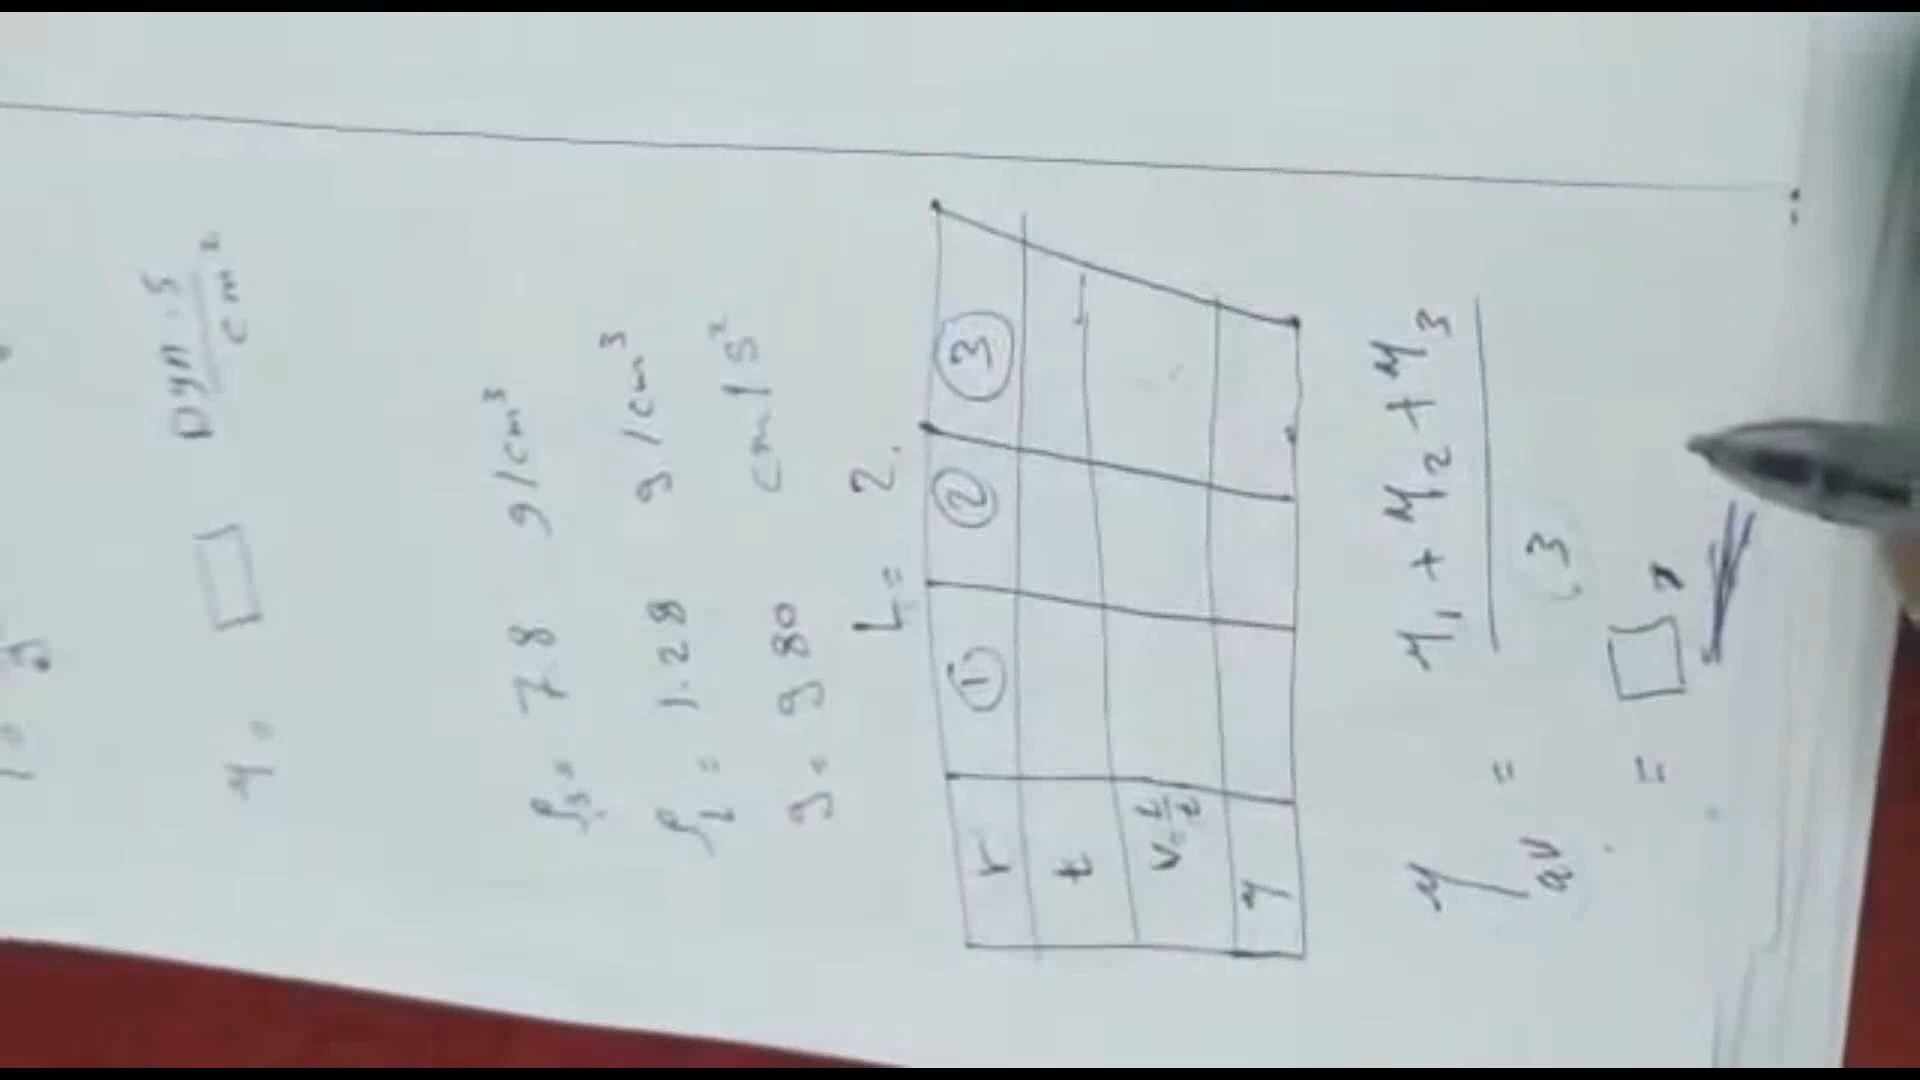 η = □ Dyn·s/cm²
ρs = 7.8 g/cm³
ρL = 1.28 g/cm³
g = 980 cm/s²
L = 2.
r ① ② ③
t
v=L/t
η
ηav = η₁ + η₂ + η₃ / 3
= □